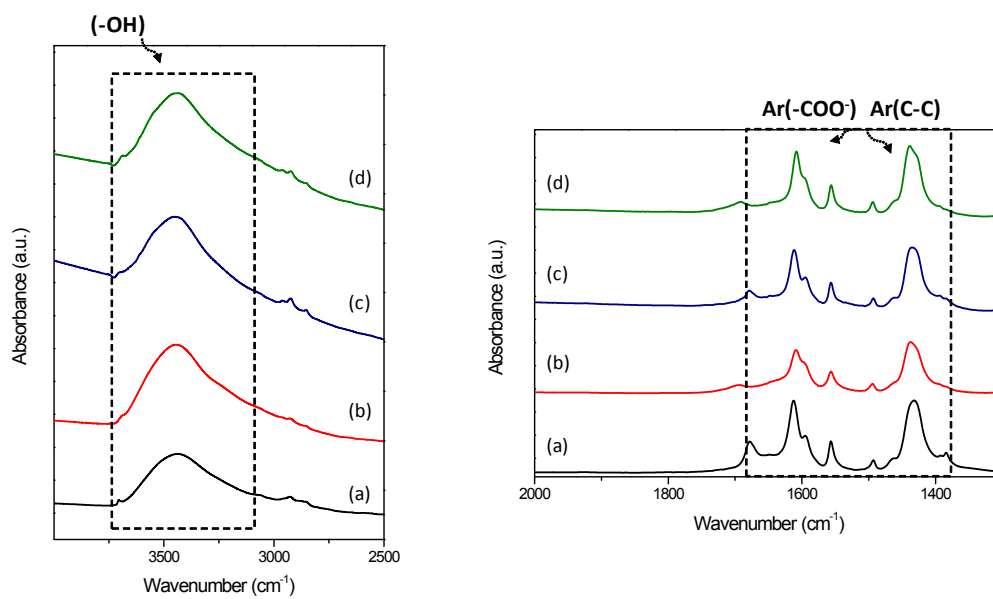 (-OH)
(d)
(c)
(b)
(a)
Absorbance (a.u.)
3500
3000
2500
Wavenumber (cm⁻¹)
Ar(-COO⁻)
Ar(C-C)
(d)
(c)
(b)
(a)
Absorbance (a.u.)
2000
1800
1600
1400
Wavenumber (cm⁻¹)